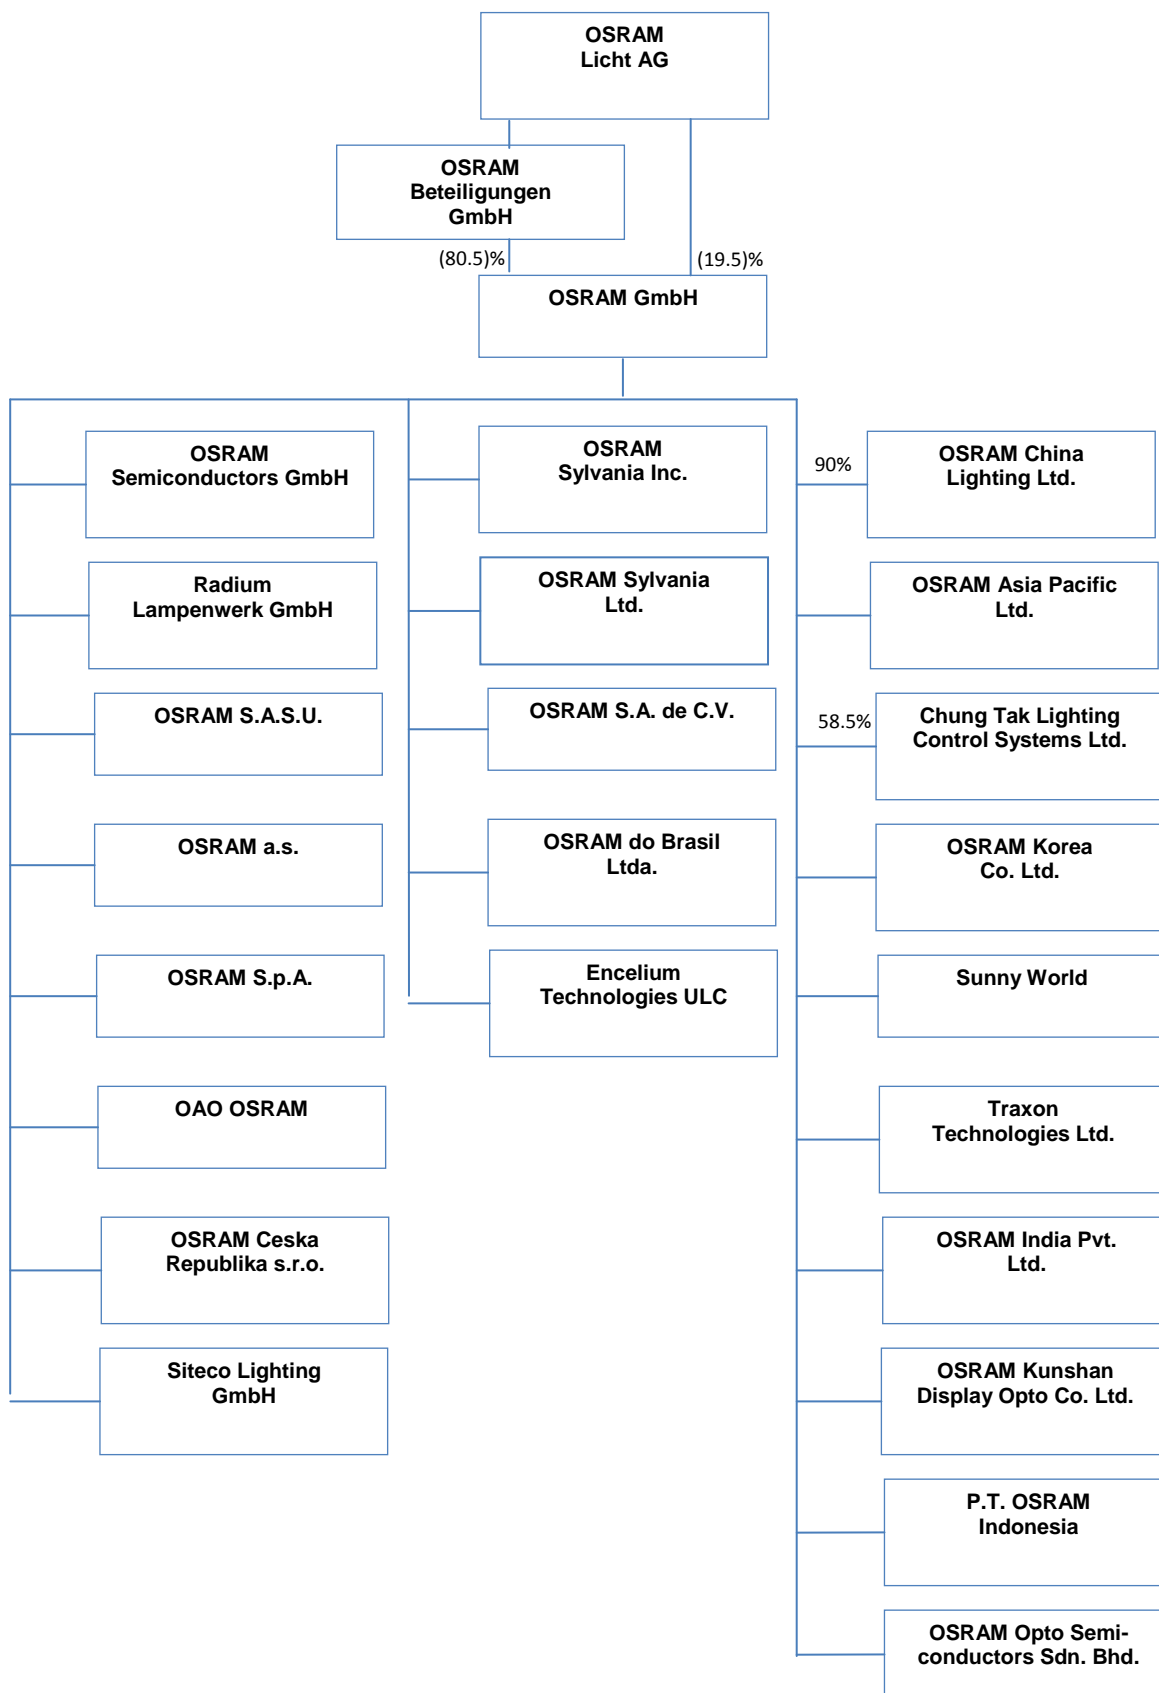 OSRAM
Licht AG
OSRAM
Beteiligungen
GmbH
(80.5)%
(19.5)%
OSRAM GmbH
OSRAM
Semiconductors GmbH
Radium
Lampenwerk GmbH
OSRAM S.A.S.U.
OSRAM a.s.
OSRAM S.p.A.
OAO OSRAM
OSRAM Ceska
Republika s.r.o.
Siteco Lighting
GmbH
OSRAM
Sylvania Inc.
OSRAM Sylvania
Ltd.
OSRAM S.A. de C.V.
OSRAM do Brasil
Ltda.
Encelium
Technologies ULC
90%
OSRAM China
Lighting Ltd.
OSRAM Asia Pacific
Ltd.
58.5%
Chung Tak Lighting
Control Systems Ltd.
OSRAM Korea
Co. Ltd.
Sunny World
Traxon
Technologies Ltd.
OSRAM India Pvt.
Ltd.
OSRAM Kunshan
Display Opto Co. Ltd.
P.T. OSRAM
Indonesia
OSRAM Opto Semi-
conductors Sdn. Bhd.